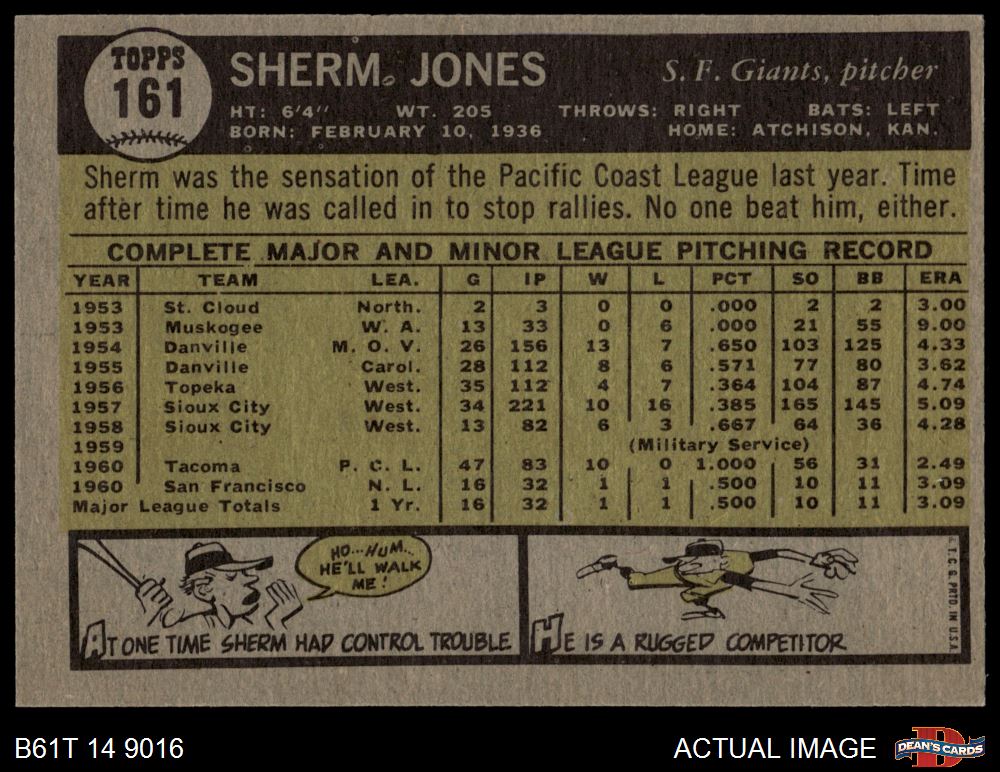 TOPPS
161
SHERM. JONES
S. F. Giants, pitcher
HT: 6'4" WT. 205 THROWS: RIGHT BATS: LEFT
BORN: FEBRUARY 10, 1936 HOME: ATCHISON, KAN.
Sherm was the sensation of the Pacific Coast League last year. Time
after time he was called in to stop rallies. No one beat him, either.
COMPLETE MAJOR AND MINOR LEAGUE PITCHING RECORD
YEAR TEAM LEA. G IP W L PCT SO BB ERA
1953 St. Cloud North. 2 3 0 0 .000 2 2 3.00
1953 Muskogee W. A. 13 33 0 6 .000 21 55 9.00
1954 Danville M. O. V. 26 156 13 7 .650 103 125 4.33
1955 Danville Carol. 28 112 8 6 .571 77 80 3.62
1956 Topeka West. 35 112 4 7 .364 104 87 4.74
1957 Sioux City West. 34 221 10 16 .385 165 145 5.09
1958 Sioux City West. 13 82 6 3 .667 64 36 4.28
1959 (Military Service)
1960 Tacoma P. C. L. 47 83 10 0 1.000 56 31 2.49
1960 San Francisco N. L. 16 32 1 1 .500 10 11 3.09
Major League Totals 1 Yr. 16 32 1 1 .500 10 11 3.09
HO...HUM...
HE'LL WALK
ME!
AT ONE TIME SHERM HAD CONTROL TROUBLE
HE IS A RUGGED COMPETITOR
T. C. G. PRTD. IN U.S.A.
B61T 14 9016
ACTUAL IMAGE
D
DEAN'S CARDS